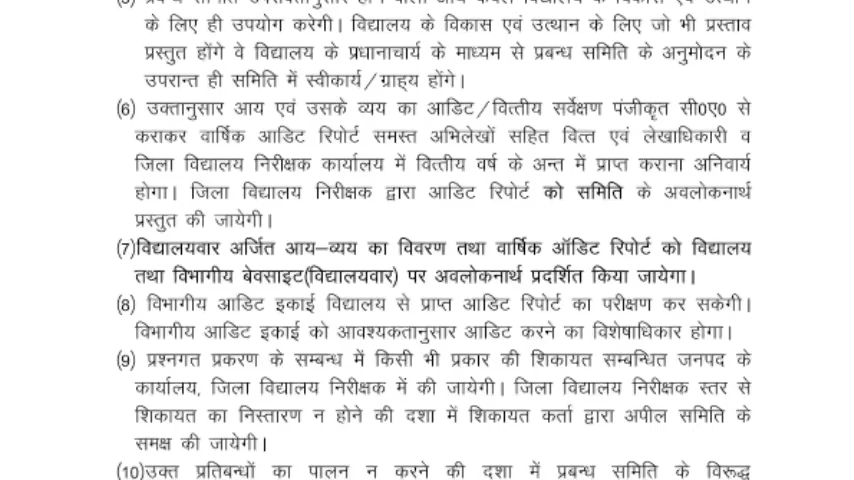 के लिए ही उपयोग करेगी। विद्यालय के विकास एवं उत्थान के लिए जो भी प्रस्ताव
प्रस्तुत होंगे वे विद्यालय के प्रधानाचार्य के माध्यम से प्रबन्ध समिति के अनुमोदन के
उपरान्त ही समिति में स्वीकार्य/ग्राह्य होंगे।
(6) उक्तानुसार आय एवं उसके व्यय का आडिट/वित्तीय सर्वेक्षण पंजीकृत सी0ए0 से
कराकर वार्षिक आडिट रिपोर्ट समस्त अभिलेखों सहित वित्त एवं लेखाधिकारी व
जिला विद्यालय निरीक्षक कार्यालय में वित्तीय वर्ष के अन्त में प्राप्त कराना अनिवार्य
होगा। जिला विद्यालय निरीक्षक द्वारा आडिट रिपोर्ट को समिति के अवलोकनार्थ
प्रस्तुत की जायेगी।
(7)विद्यालयवार अर्जित आय–व्यय का विवरण तथा वार्षिक ऑडिट रिपोर्ट को विद्यालय
तथा विभागीय बेवसाइट(विद्यालयवार) पर अवलोकनार्थ प्रदर्शित किया जायेगा।
(8) विभागीय आडिट इकाई विद्यालय से प्राप्त आडिट रिपोर्ट का परीक्षण कर सकेगी।
विभागीय आडिट इकाई को आवश्यकतानुसार आडिट करने का विशेषाधिकार होगा।
(9) प्रश्नगत प्रकरण के सम्बन्ध में किसी भी प्रकार की शिकायत सम्बन्धित जनपद के
कार्यालय, जिला विद्यालय निरीक्षक में की जायेगी। जिला विद्यालय निरीक्षक स्तर से
शिकायत का निस्तारण न होने की दशा में शिकायत कर्ता द्वारा अपील समिति के
समक्ष की जायेगी।
(10)उक्त प्रतिबन्धों का पालन न करने की दशा में प्रबन्ध समिति के विरूद्ध